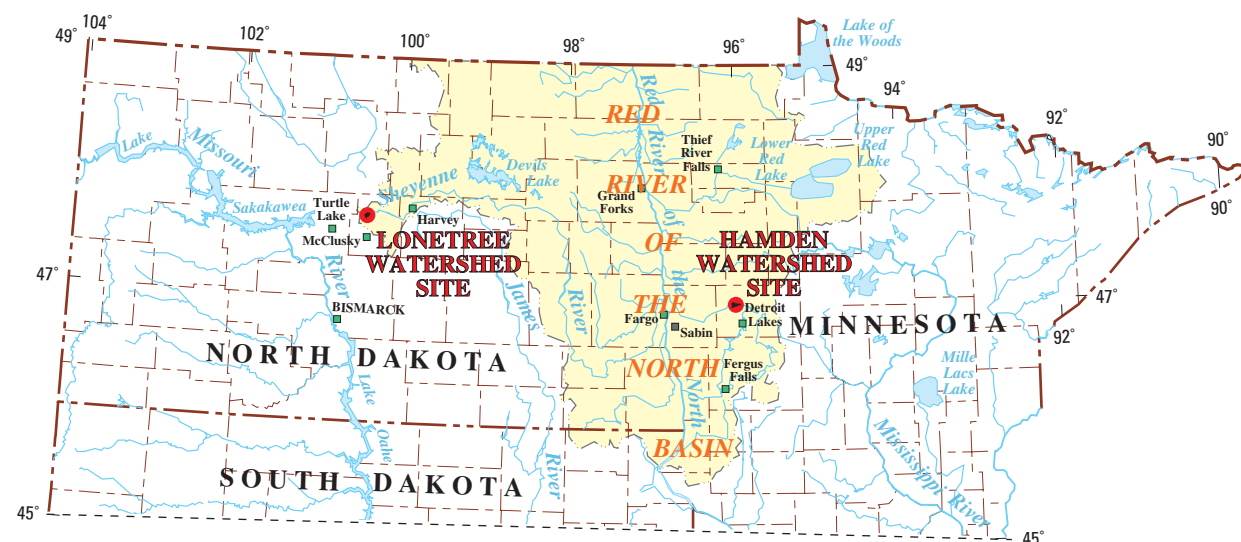 104°
49°
102°
100°
98°
96°
Lake of
the Woods
49°
94°
92°
90°
90°
Lake
Missouri
Sakakawea
Turtle
Lake
McClusky
Sheyenne
Harvey
Devils
Lake
LONETREE
WATERSHED
SITE
River
James
River
River
BISMARCK
Lake
Oahe
NORTH DAKOTA
SOUTH DAKOTA
47°
45°
RED
RIVER
OF
THE
NORTH
BASIN
Red
River
of
the
North
Grand
Forks
Thief
River
Falls
Lower
Red
Lake
Upper
Red
Lake
HAMDEN
WATERSHED
SITE
Detroit
Lakes
Fargo
Sabin
Fergus
Falls
MINNESOTA
Mille
Lacs
Lake
Mississippi River
47°
92°
45°